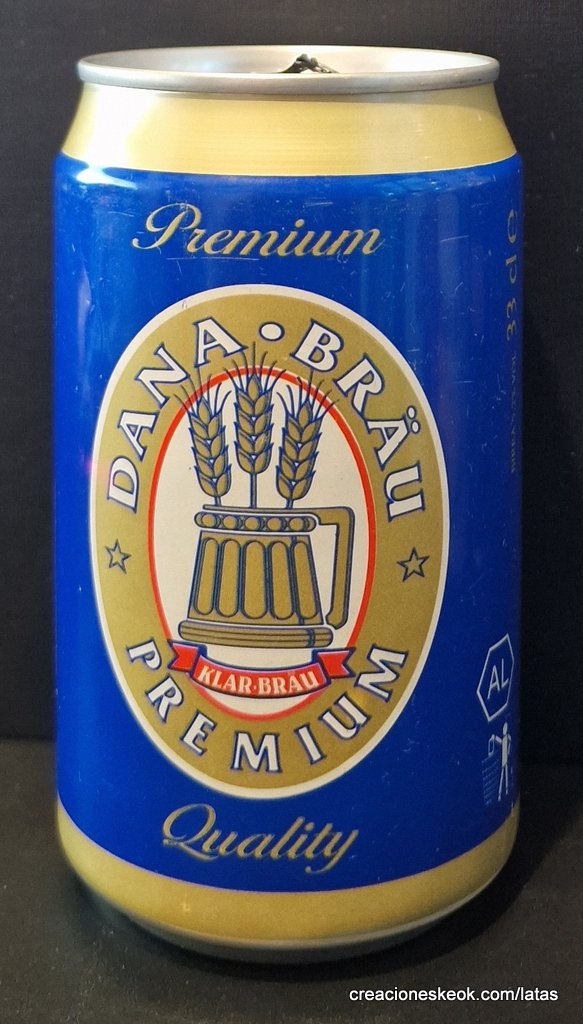 Premium
DANA•BRÄU
KLAR•BRÄU
PREMIUM
Quality
33 cl e
AL
creacioneskeok.com/latas